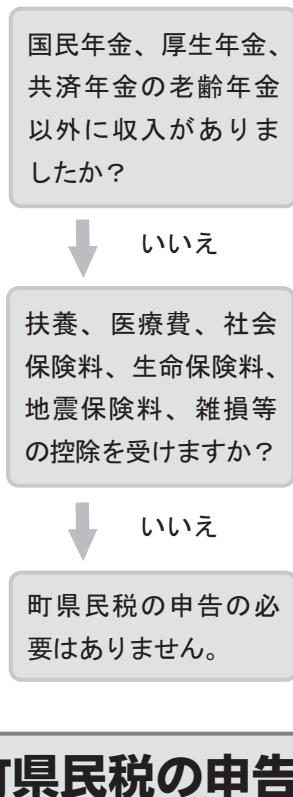 国民年金、厚生年金、
共済年金の老齢年金
以外に収入がありま
したか？
いいえ
扶養、医療費、社会
保険料、生命保険料、
地震保険料、雑損等
の控除を受けますか？
いいえ
町県民税の申告の必
要はありません。
町県民税の申告